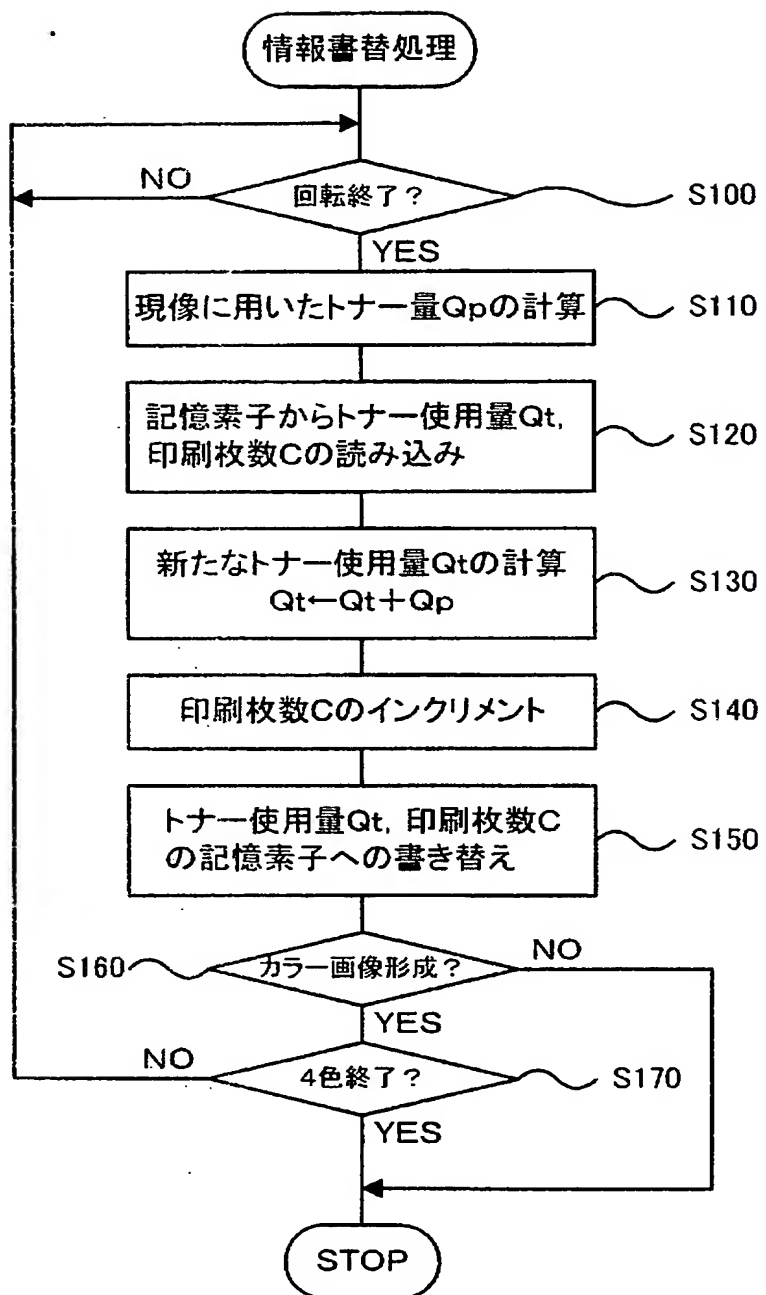 情報書替処理
NO
回転終了？
S100
YES
現像に用いたトナー量Qpの計算
S110
記憶素子からトナー使用量Qt,
印刷枚数Cの読み込み
S120
新たなトナー使用量Qtの計算
Qt←Qt＋Qp
S130
印刷枚数Cのインクリメント
S140
トナー使用量Qt, 印刷枚数C
の記憶素子への書き替え
S150
S160
カラー画像形成？
NO
YES
NO
4色終了？
S170
YES
STOP